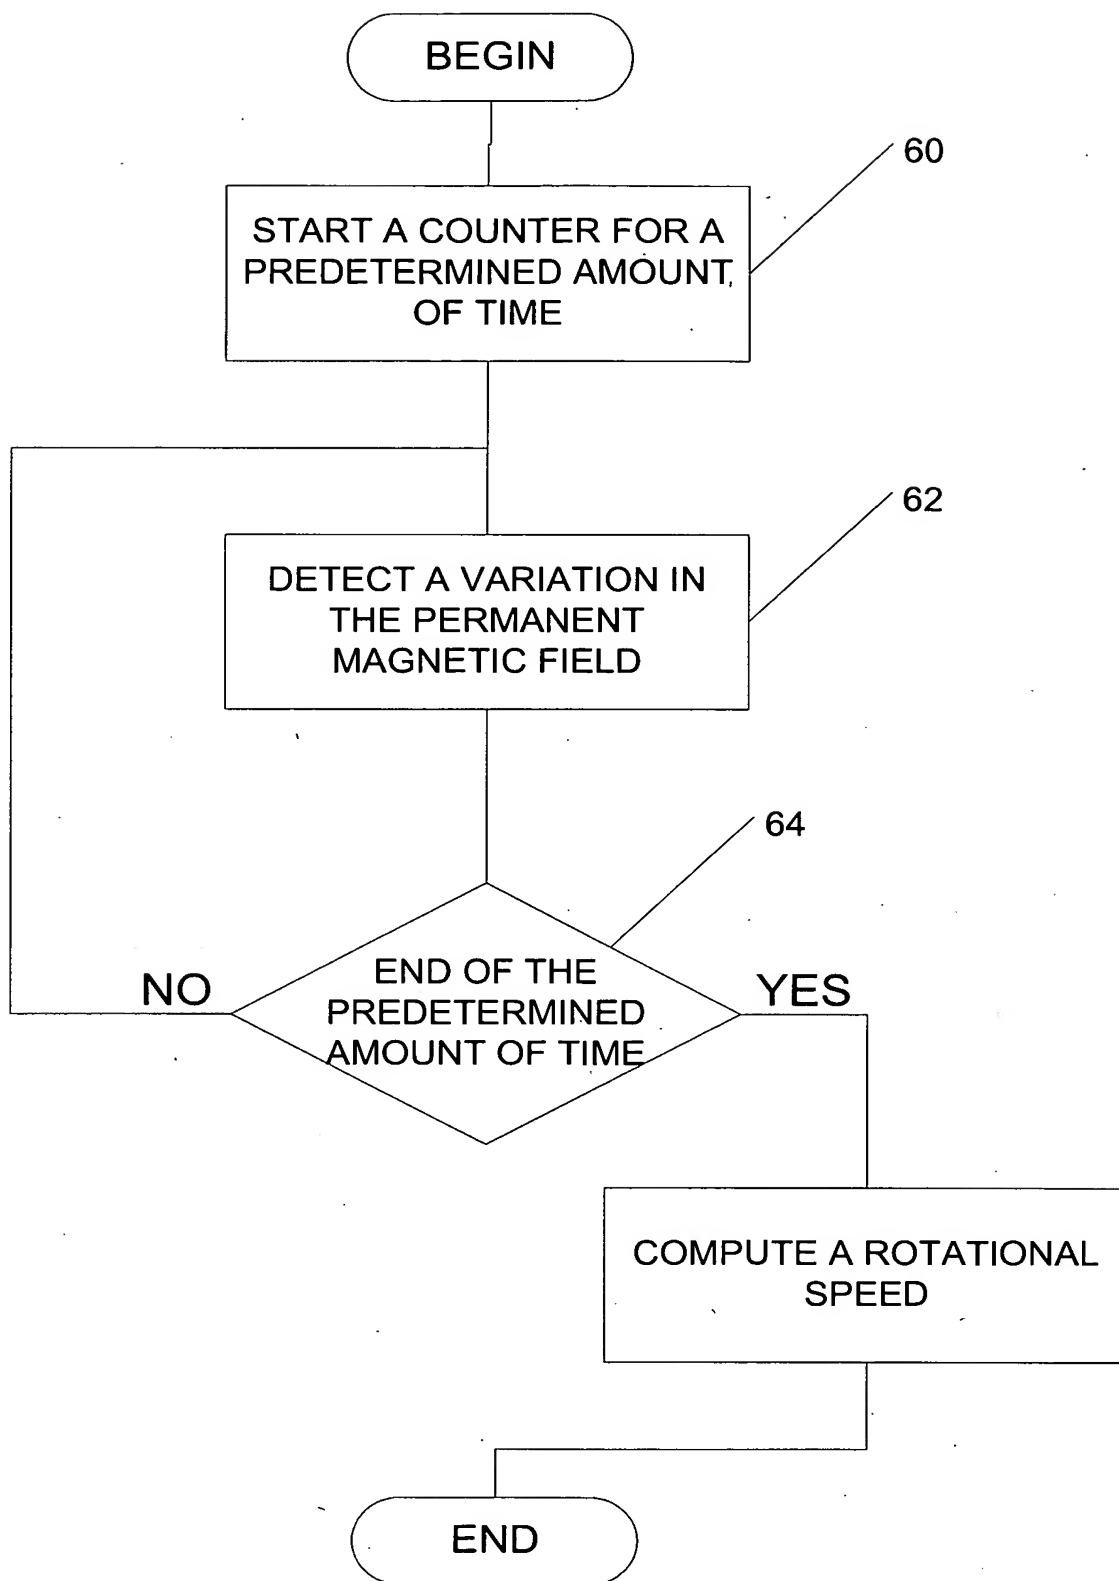 BEGIN
60
START A COUNTER FOR A
PREDETERMINED AMOUNT
OF TIME
62
DETECT A VARIATION IN
THE PERMANENT
MAGNETIC FIELD
64
END OF THE
PREDETERMINED
AMOUNT OF TIME
NO
YES
COMPUTE A ROTATIONAL
SPEED
END